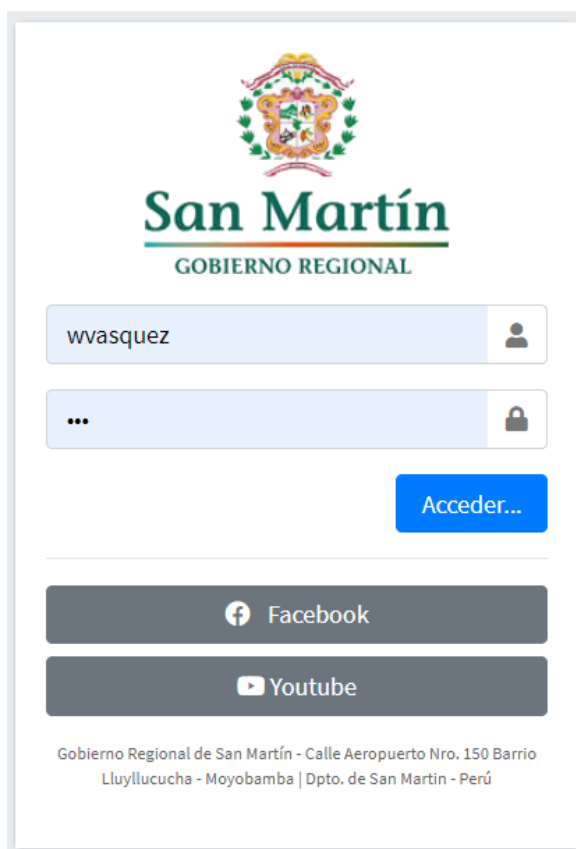 San Martín
GOBIERNO REGIONAL
wvasquez
•••
Acceder...
Facebook
Youtube
Gobierno Regional de San Martín - Calle Aeropuerto Nro. 150 Barrio
Lluyllucucha - Moyobamba | Dpto. de San Martin - Perú